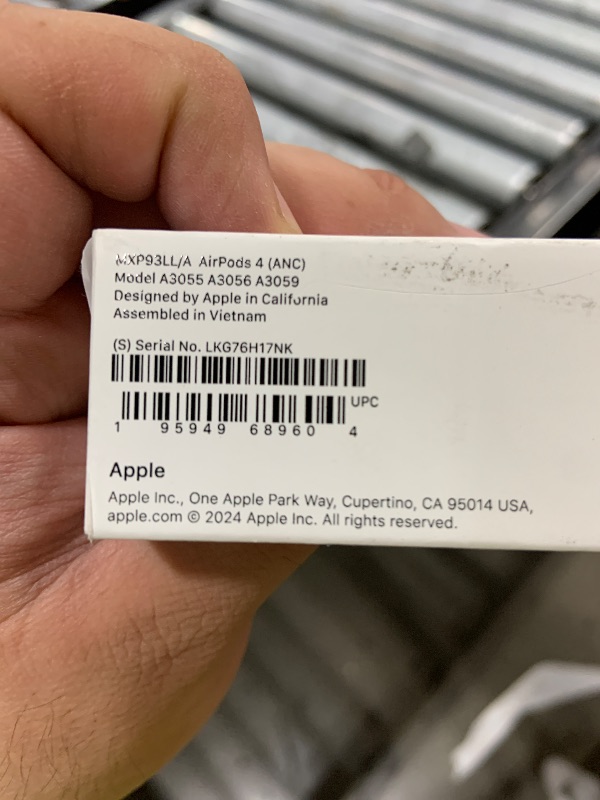 MXP93LL/A AirPods 4 (ANC)
Model A3055 A3056 A3059
Designed by Apple in California
Assembled in Vietnam
(S) Serial No. LKG76H17NK
UPC
1 95949 68960 4
Apple
Apple Inc., One Apple Park Way, Cupertino, CA 95014 USA,
apple.com © 2024 Apple Inc. All rights reserved.